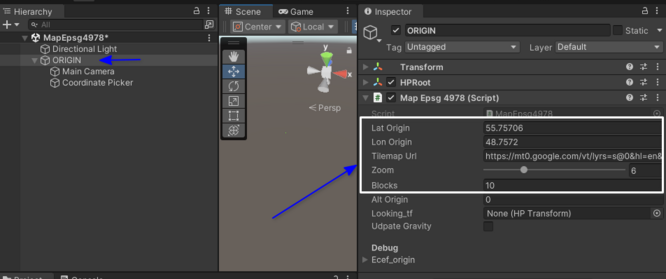 Hierarchy
All
MapEpsg4978*
Directional Light
ORIGIN
Main Camera
Coordinate Picker
Scene
Game
Center
Local
y
Persp
Inspector
ORIGIN
Static
Tag Untagged
Layer Default
Transform
HPRoot
Map Epsg 4978 (Script)
Script
MapEpsg4978
Lat Origin 55.75706
Lon Origin 48.7572
Tilemap Url https://mt0.google.com/vt/lyrs=s@0&hl=en&
Zoom 6
Blocks 10
Alt Origin 0
Looking_tf None (HP Transform)
Udpate Gravity
Debug
Ecef_origin
Project
Console